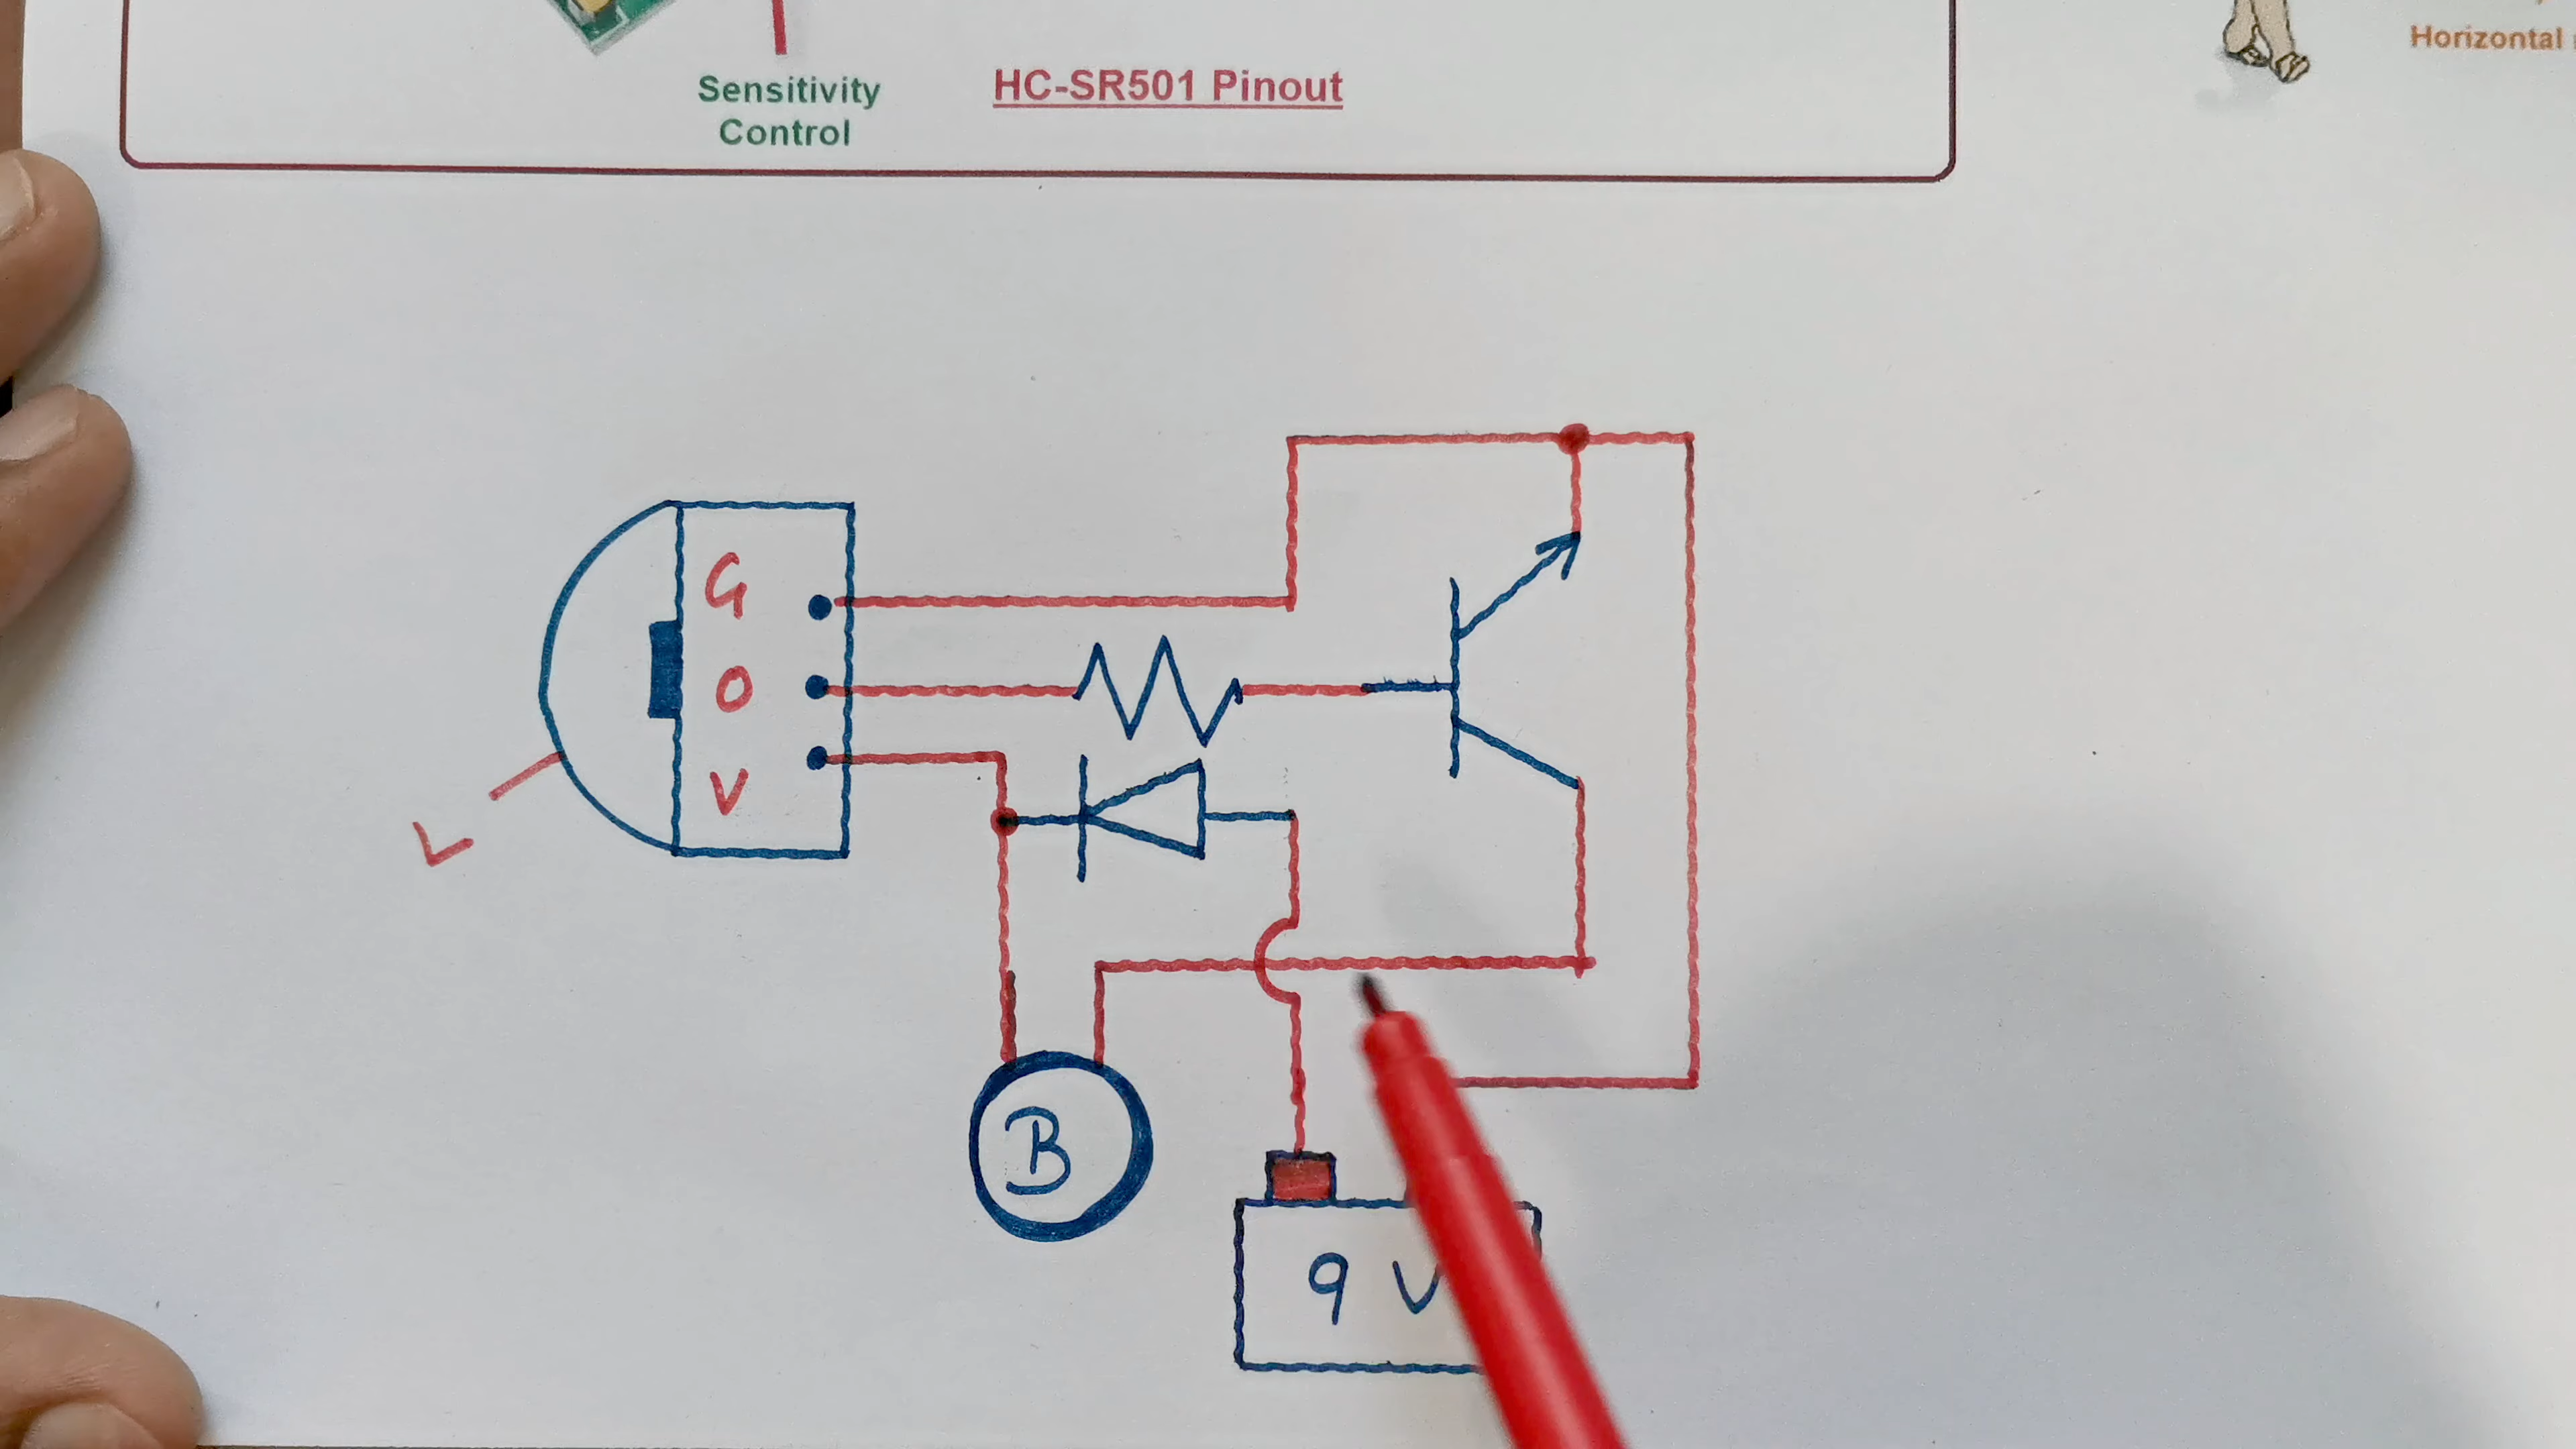 Sensitivity
Control
HC-SR501 Pinout
Horizontal
G
O
V
B
9 V